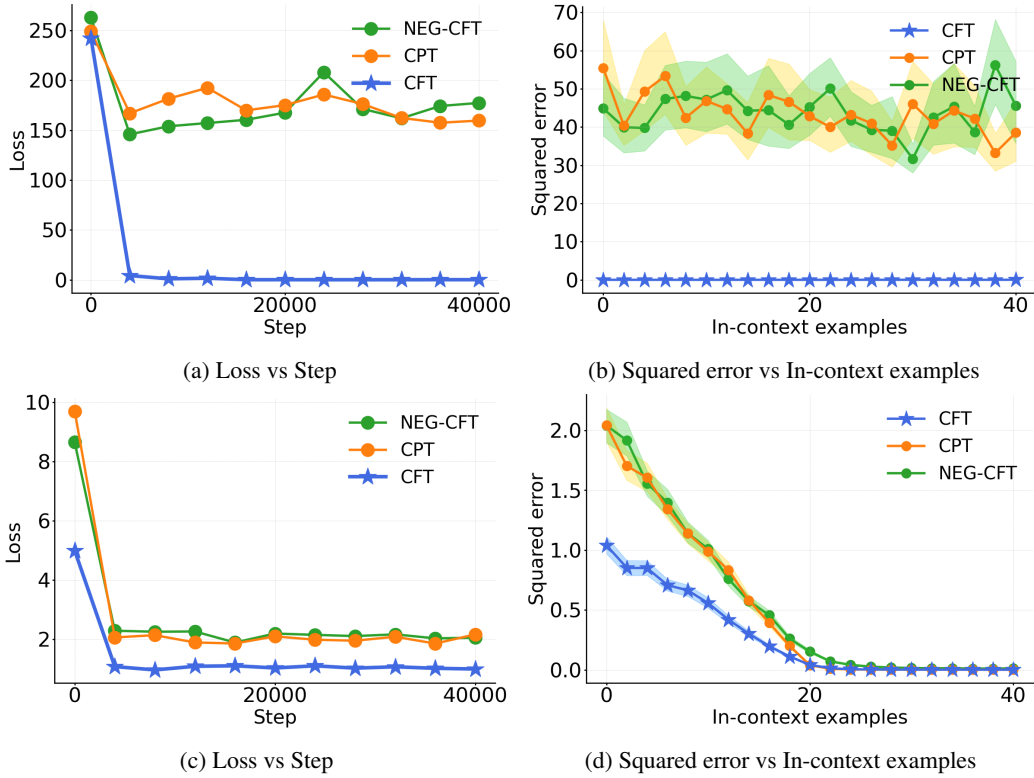 250
200
150
100
50
0
Loss
NEG-CFT
CPT
CFT
0
20000
40000
Step
(a) Loss vs Step
70
60
50
40
30
20
10
0
Squared error
CFT
CPT
NEG-CFT
0
20
40
In-context examples
(b) Squared error vs In-context examples
10
8
6
4
2
Loss
NEG-CFT
CPT
CFT
0
20000
40000
Step
(c) Loss vs Step
2.0
1.5
1.0
0.5
0.0
Squared error
CFT
CPT
NEG-CFT
0
20
40
In-context examples
(d) Squared error vs In-context examples